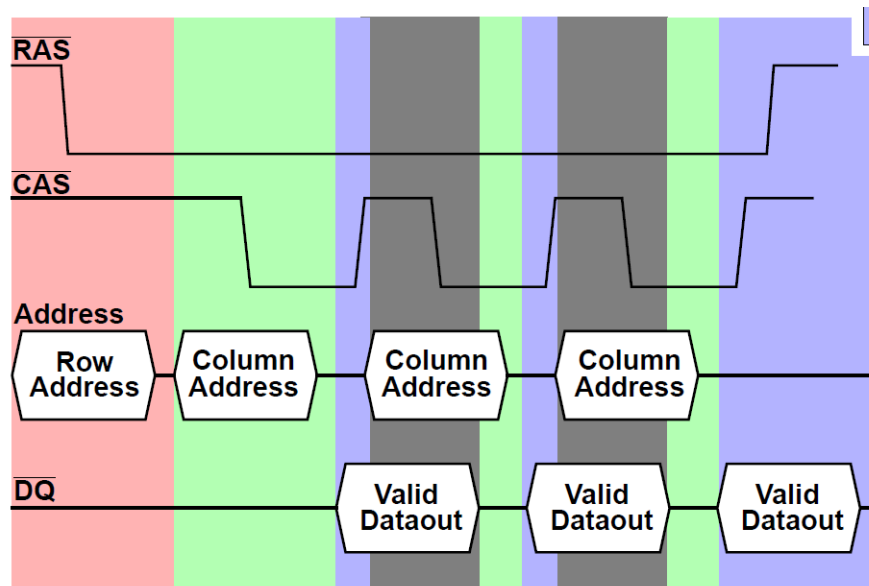 RAS
CAS
Address
Row
Address
Column
Address
Column
Address
Column
Address
DQ
Valid
Dataout
Valid
Dataout
Valid
Dataout